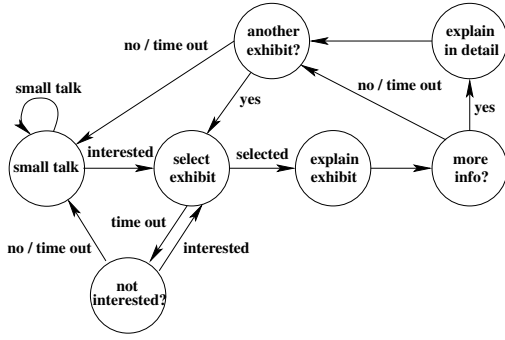 another
exhibit?
explain
in detail
no / time out
no / time out
small talk
yes
yes
small talk
interested
select
exhibit
selected
explain
exhibit
more
info?
time out
no / time out
interested
not
interested?